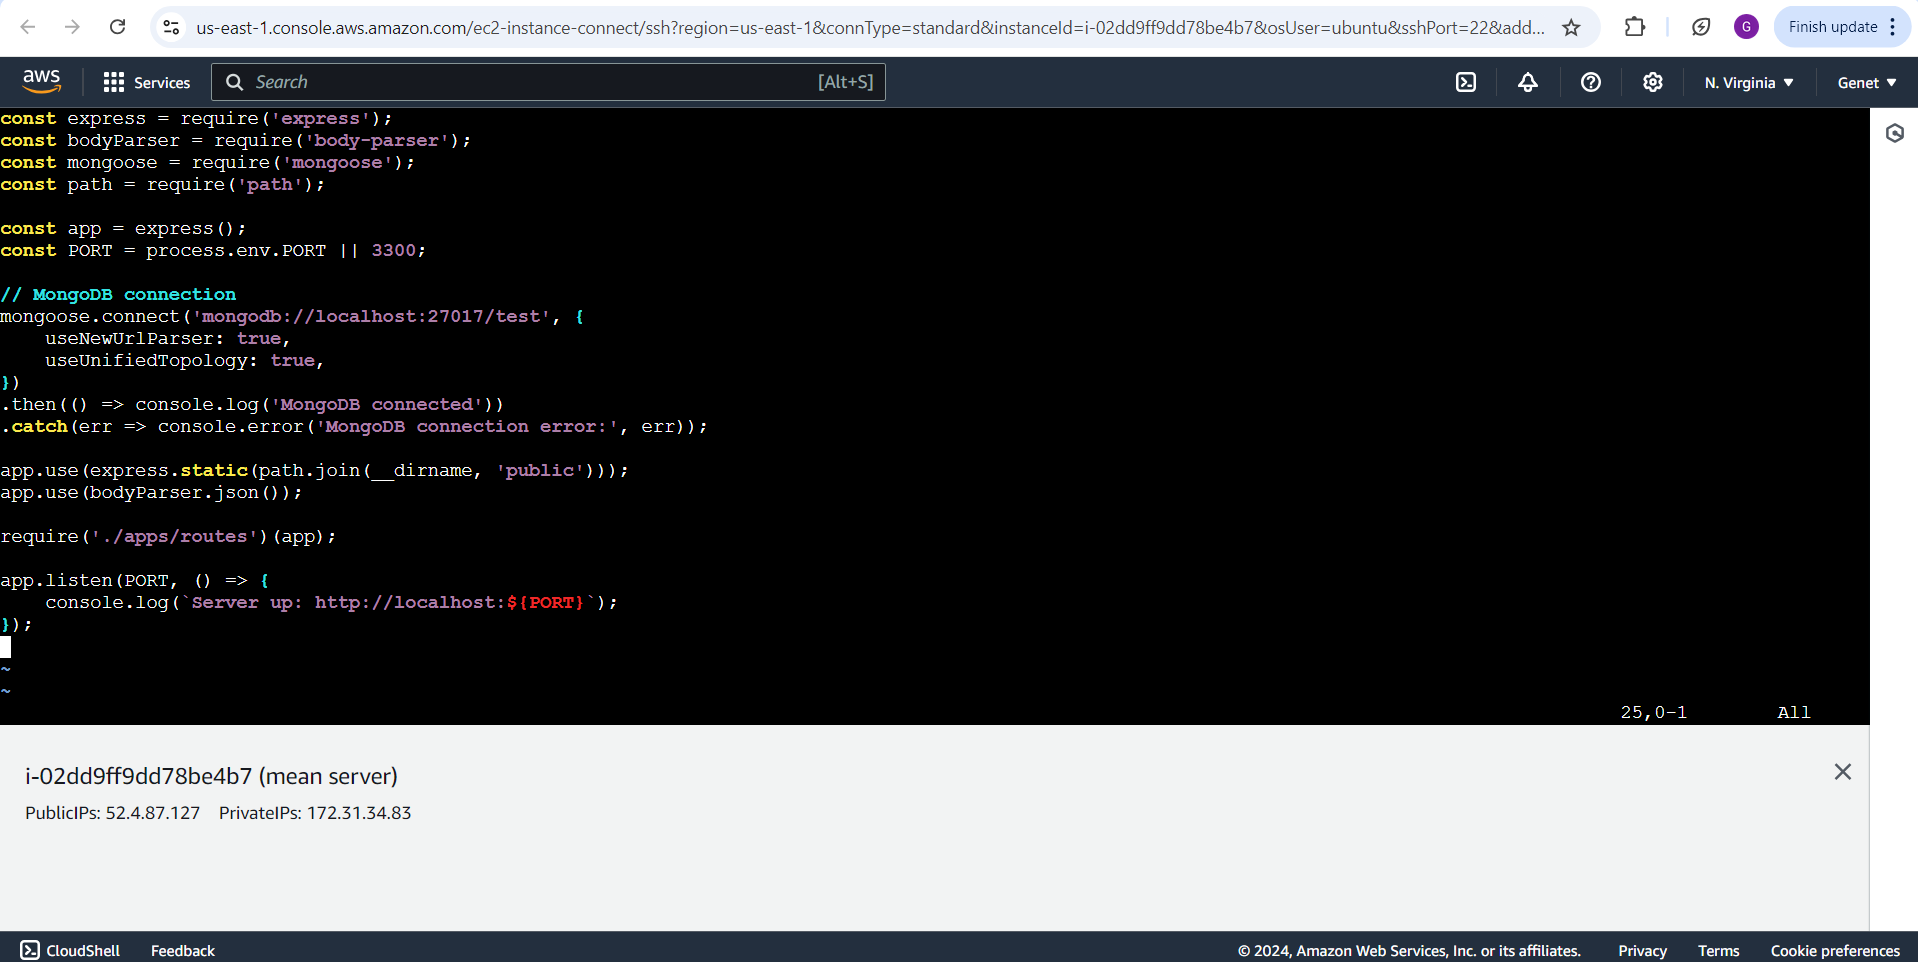 us-east-1.console.aws.amazon.com/ec2-instance-connect/ssh?region=us-east-1&connType=standard&instanceId=i-02dd9ff9dd78be4b7&osUser=ubuntu&sshPort=22&add...
G
Finish update
aws
Services
Search
[Alt+S]
N. Virginia
Genet
const express = require('express');
const bodyParser = require('body-parser');
const mongoose = require('mongoose');
const path = require('path');
const app = express();
const PORT = process.env.PORT || 3300;
// MongoDB connection
mongoose.connect('mongodb://localhost:27017/test', {
    useNewUrlParser: true,
    useUnifiedTopology: true,
})
.then(() => console.log('MongoDB connected'))
.catch(err => console.error('MongoDB connection error:', err));
app.use(express.static(path.join(__dirname, 'public')));
app.use(bodyParser.json());
require('./apps/routes')(app);
app.listen(PORT, () => {
    console.log(`Server up: http://localhost:${PORT}`);
});
~
~
25,0-1 All
i-02dd9ff9dd78be4b7 (mean server)
PublicIPs: 52.4.87.127 PrivateIPs: 172.31.34.83
CloudShell Feedback © 2024, Amazon Web Services, Inc. or its affiliates. Privacy Terms Cookie preferences